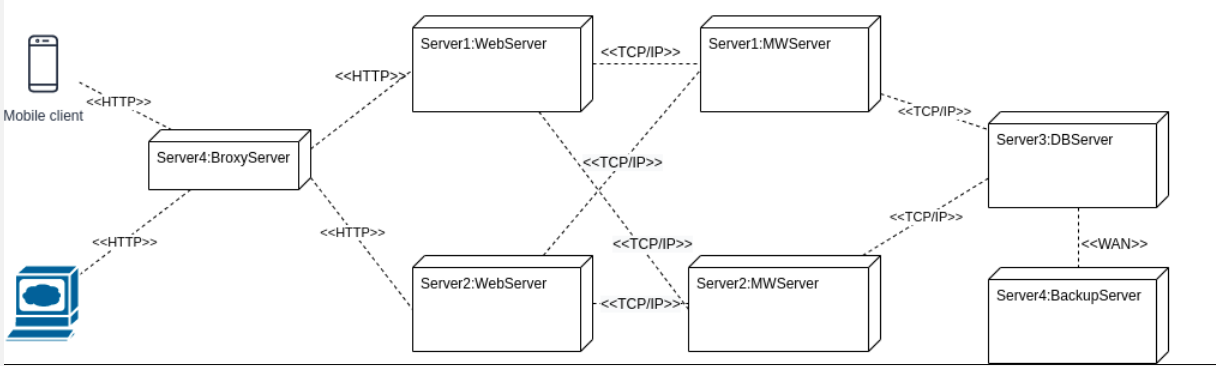 Server1:WebServer
<<TCP/IP>>
Server1:MWServer
<<HTTP>>
<<HTTP>>
Mobile client
<<TCP/IP>>
Server3:DBServer
Server4:BroxyServer
<<TCP/IP>>
<<TCP/IP>>
<<HTTP>>
<<HTTP>>
<<TCP/IP>>
<<WAN>>
Server2:WebServer
<<TCP/IP>>
Server2:MWServer
Server4:BackupServer